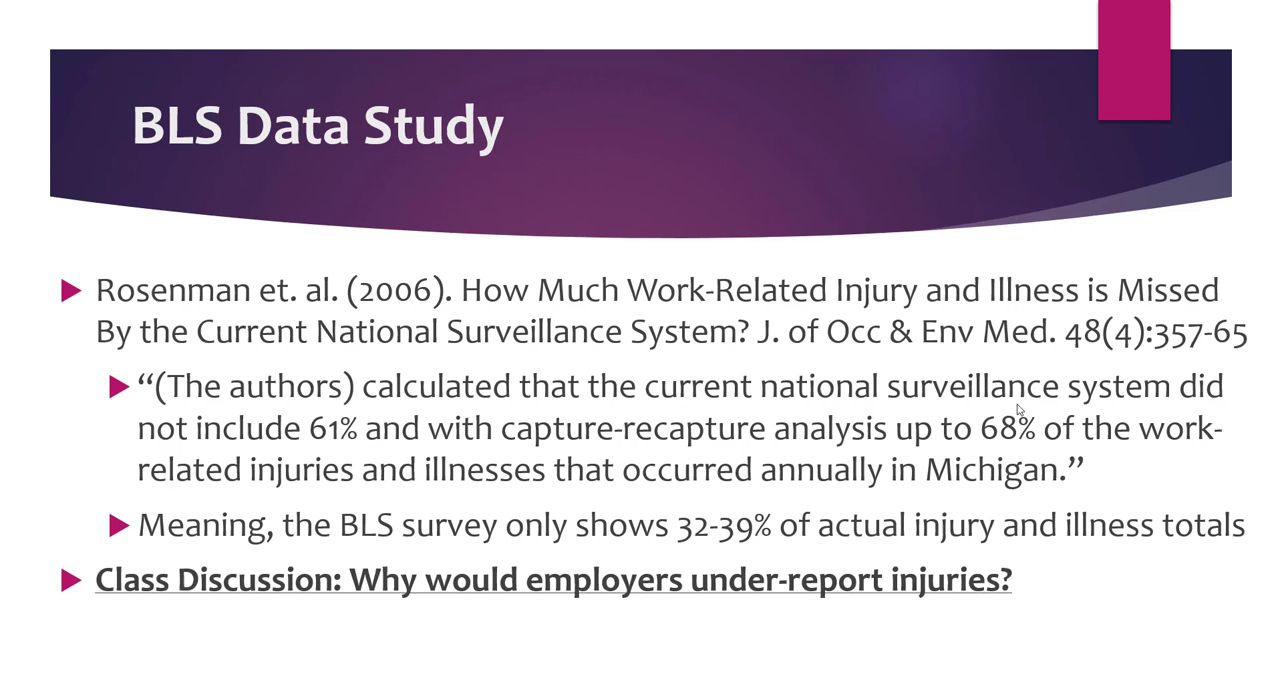 BLS Data Study
Rosenman et. al. (2006). How Much Work-Related Injury and Illness is Missed
By the Current National Surveillance System? J. of Occ & Env Med. 48(4):357-65
“(The authors) calculated that the current national surveillance system did
not include 61% and with capture-recapture analysis up to 68% of the work-
related injuries and illnesses that occurred annually in Michigan.”
Meaning, the BLS survey only shows 32-39% of actual injury and illness totals
Class Discussion: Why would employers under-report injuries?